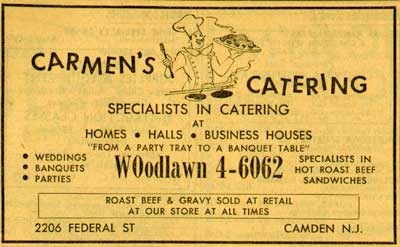 CARMEN'S
CATERING
SPECIALISTS IN CATERING
AT
HOMES • HALLS • BUSINESS HOUSES
"FROM A PARTY TRAY TO A BANQUET TABLE"
• WEDDINGS
• BANQUETS
• PARTIES
WOodlawn 4-6062
SPECIALISTS IN
HOT ROAST BEEF
SANDWICHES
ROAST BEEF & GRAVY SOLD AT RETAIL
AT OUR STORE AT ALL TIMES
2206 FEDERAL ST CAMDEN N.J.